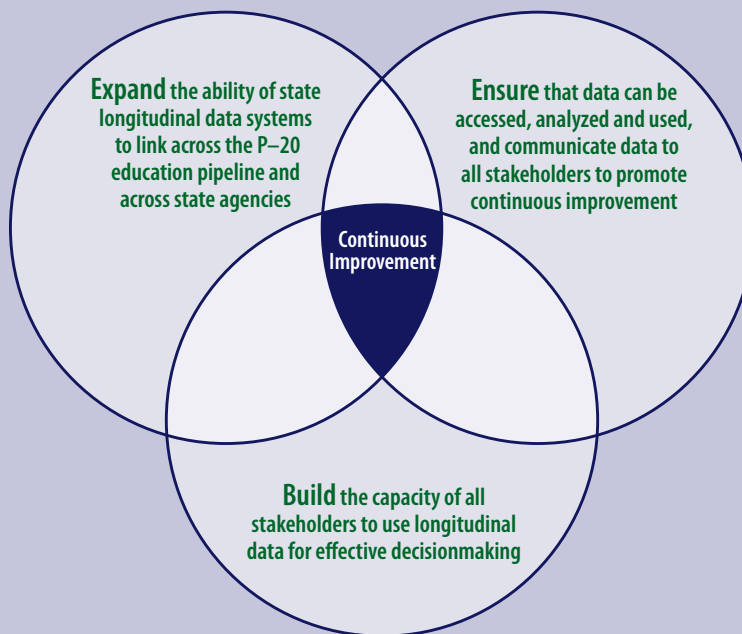 Expand the ability of state
longitudinal data systems
to link across the P–20
education pipeline and
across state agencies
Ensure that data can be
accessed, analyzed and used,
and communicate data to
all stakeholders to promote
continuous improvement
Continuous
Improvement
Build the capacity of all
stakeholders to use longitudinal
data for effective decisionmaking